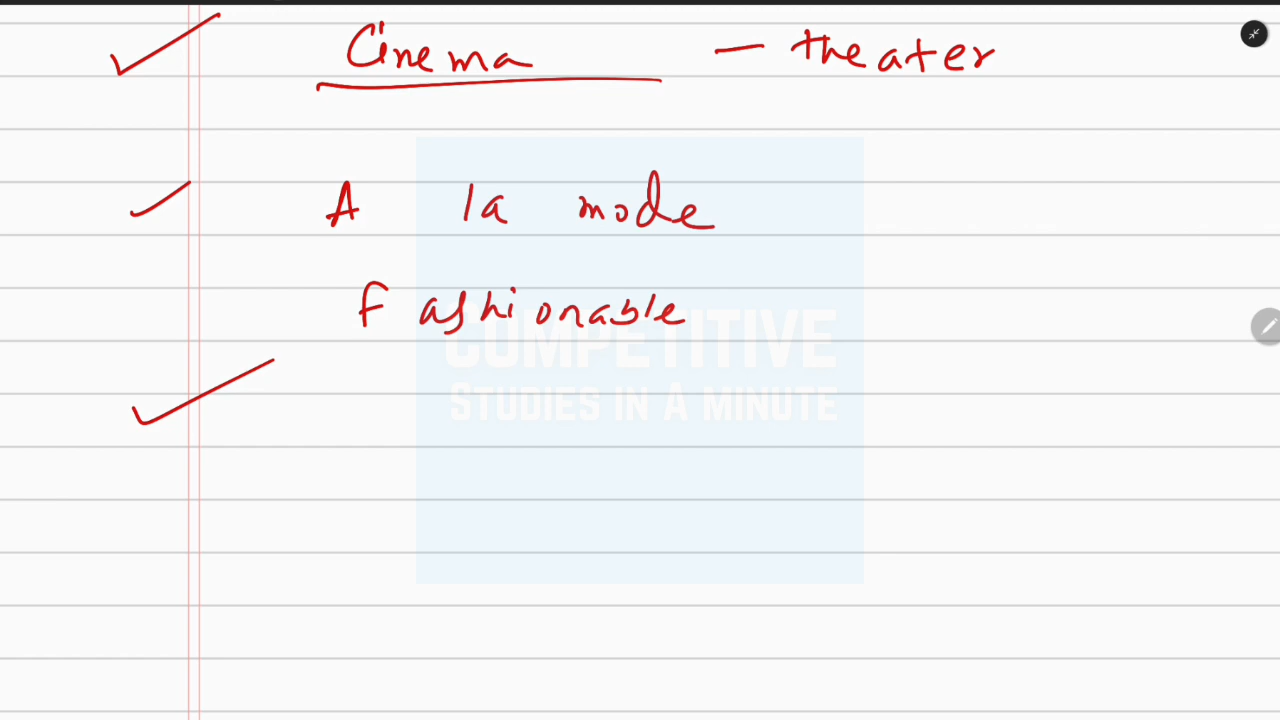 Cinema — theater
A la mode
Fashionable
COMPETITIVE
STUDIES IN A MINUTE